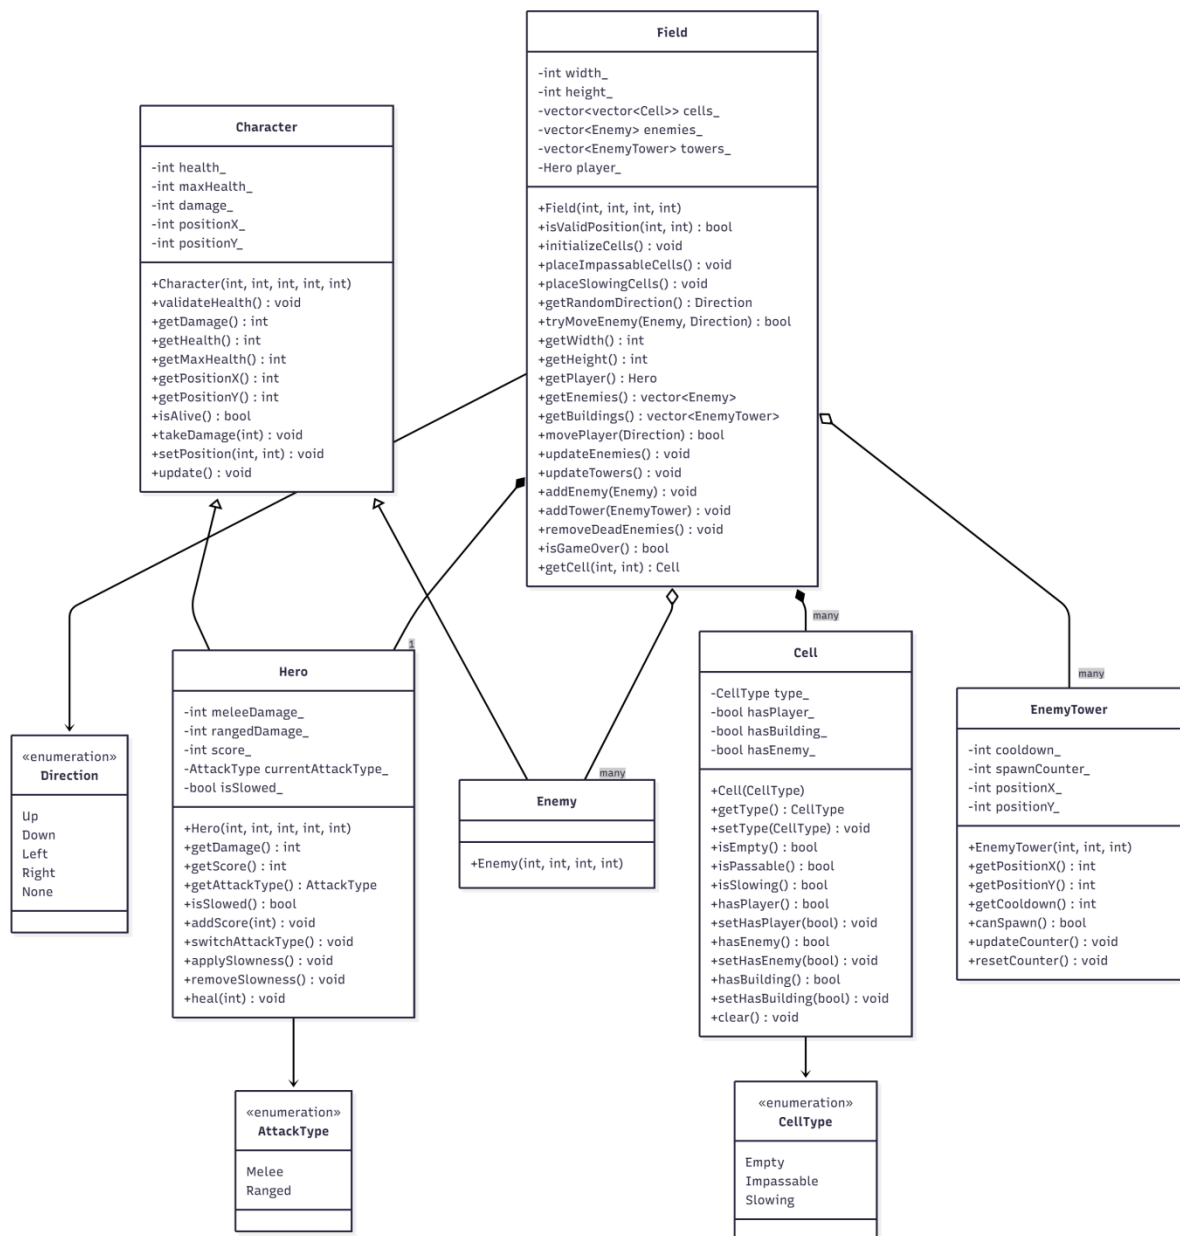 Field
-int width_
-int height_
-vector<vector<Cell>> cells_
-vector<Enemy> enemies_
-vector<EnemyTower> towers_
-Hero player_
+Field(int, int, int, int)
+isValidPosition(int, int) : bool
+initializeCells() : void
+placeImpassableCells() : void
+placeSlowingCells() : void
+getRandomDirection() : Direction
+tryMoveEnemy(Enemy, Direction) : bool
+getWidth() : int
+getHeight() : int
+getPlayer() : Hero
+getEnemies() : vector<Enemy>
+getBuildings() : vector<EnemyTower>
+movePlayer(Direction) : bool
+updateEnemies() : void
+updateTowers() : void
+addEnemy(Enemy) : void
+addTower(EnemyTower) : void
+removeDeadEnemies() : void
+isGameOver() : bool
+getCell(int, int) : Cell
Character
-int health_
-int maxHealth_
-int damage_
-int positionX_
-int positionY_
+Character(int, int, int, int, int)
+validateHealth() : void
+getDamage() : int
+getHealth() : int
+getMaxHealth() : int
+getPositionX() : int
+getPositionY() : int
+isAlive() : bool
+takeDamage(int) : void
+setPosition(int, int) : void
+update() : void
1
many
many
many
Hero
-int meleeDamage_
-int rangedDamage_
-int score_
-AttackType currentAttackType_
-bool isSlowed_
+Hero(int, int, int, int, int)
+getDamage() : int
+getScore() : int
+getAttackType() : AttackType
+isSlowed() : bool
+addScore(int) : void
+switchAttackType() : void
+applySlowness() : void
+removeSlowness() : void
+heal(int) : void
Cell
-CellType type_
-bool hasPlayer_
-bool hasBuilding_
-bool hasEnemy_
+Cell(CellType)
+getType() : CellType
+setType(CellType) : void
+isEmpty() : bool
+isPassable() : bool
+isSlowing() : bool
+hasPlayer() : bool
+setHasPlayer(bool) : void
+hasEnemy() : bool
+setHasEnemy(bool) : void
+hasBuilding() : bool
+setHasBuilding(bool) : void
+clear() : void
EnemyTower
-int cooldown_
-int spawnCounter_
-int positionX_
-int positionY_
+EnemyTower(int, int, int)
+getPositionX() : int
+getPositionY() : int
+getCooldown() : int
+canSpawn() : bool
+updateCounter() : void
+resetCounter() : void
«enumeration»
Direction
Up
Down
Left
Right
None
Enemy
+Enemy(int, int, int, int)
«enumeration»
AttackType
Melee
Ranged
«enumeration»
CellType
Empty
Impassable
Slowing